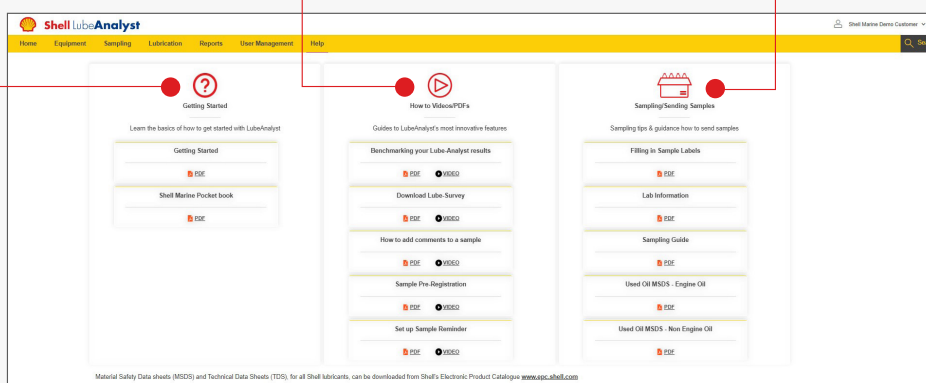 Shell LubeAnalyst
Shell Marine Demo Customer
Home Equipment Sampling Lubrication Reports User Management Help
Getting Started
Learn the basics of how to get started with LubeAnalyst
Getting Started
PDF
Shell Marine Pocket book
PDF
How to Videos/PDFs
Guides to LubeAnalyst's most innovative features
Benchmarking your Lube-Analyst results
PDF VIDEO
Download Lube-Survey
PDF VIDEO
How to add comments to a sample
PDF VIDEO
Sample Pre-Registration
PDF VIDEO
Set up Sample Reminder
PDF VIDEO
Sampling/Sending Samples
Sampling tips & guidance how to send samples
Filling in Sample Labels
PDF
Lab Information
PDF
Sampling Guide
PDF
Used Oil MSDS - Engine Oil
PDF
Used Oil MSDS - Non Engine Oil
PDF
Material Safety Data sheets (MSDS) and Technical Data Sheets (TDS), for all Shell lubricants, can be downloaded from Shell's Electronic Product Catalogue www.epc.shell.com